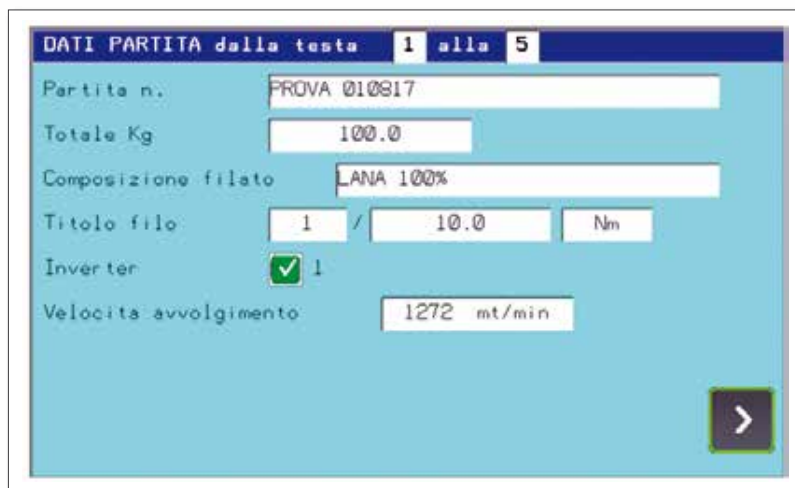 DATI PARTITA dalla testa 1 alla 5
Partita n. PROVA 010817
Totale Kg 100.0
Composizione filato LANA 100%
Titolo filo 1 / 10.0 Nm
Inverter 1
Velocita avvolgimento 1272 mt/min